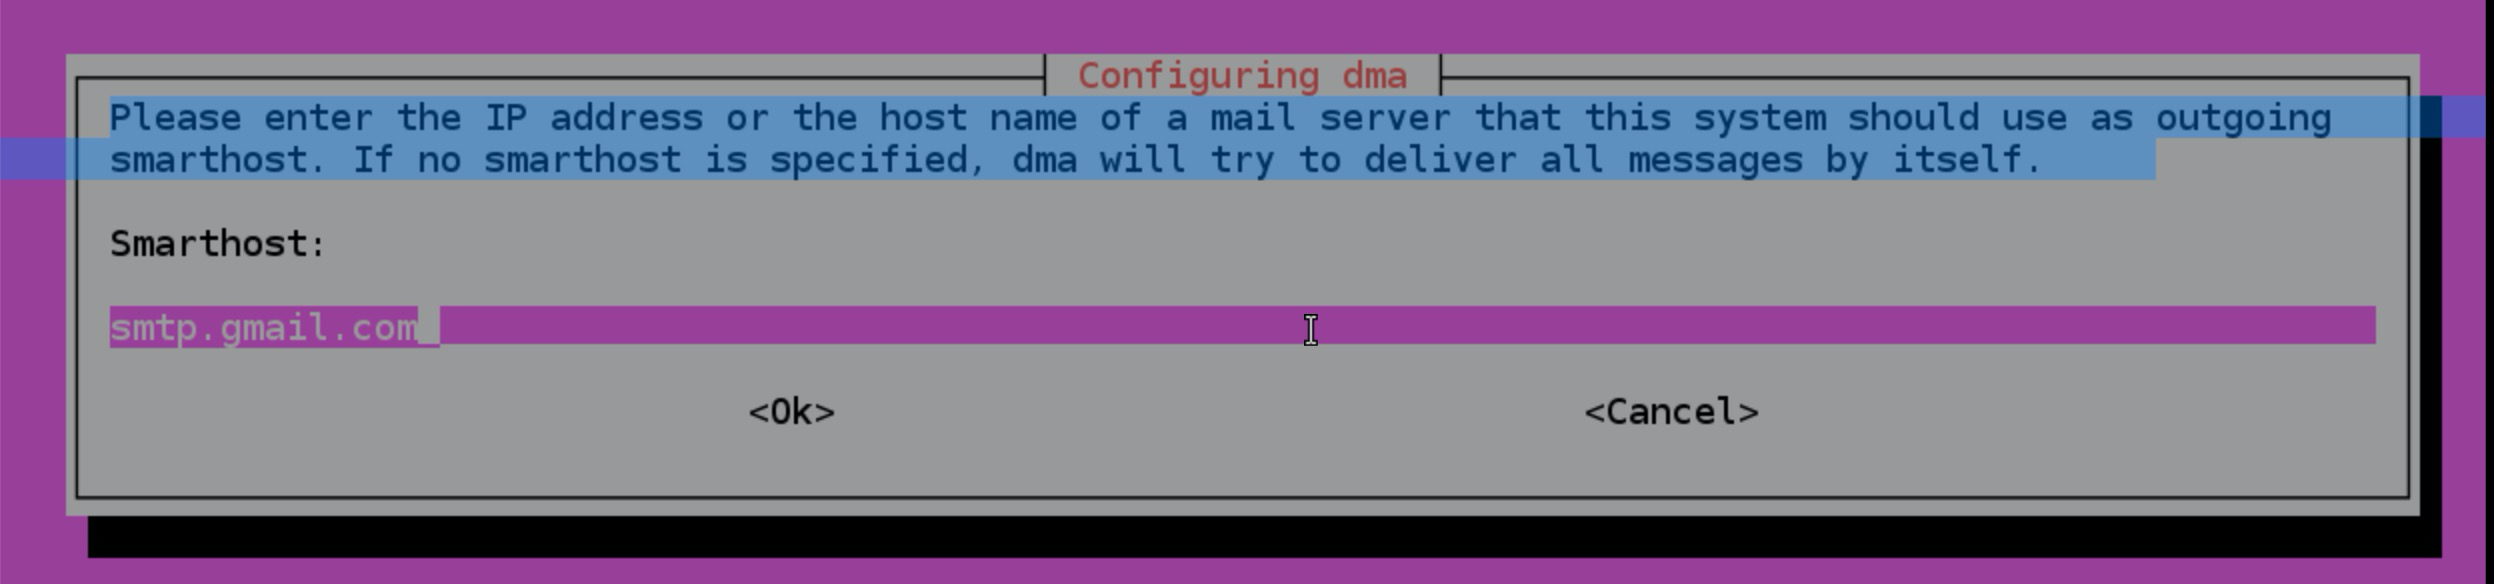 Configuring dma
Please enter the IP address or the host name of a mail server that this system should use as outgoing
smarthost. If no smarthost is specified, dma will try to deliver all messages by itself.
Smarthost:
smtp.gmail.com
<Ok> <Cancel>